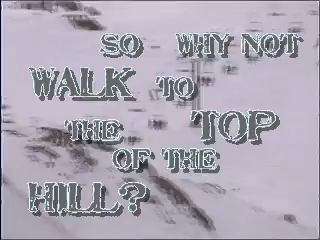 SO WHY NOT
WALK TO
THE TOP
OF THE
HILL?